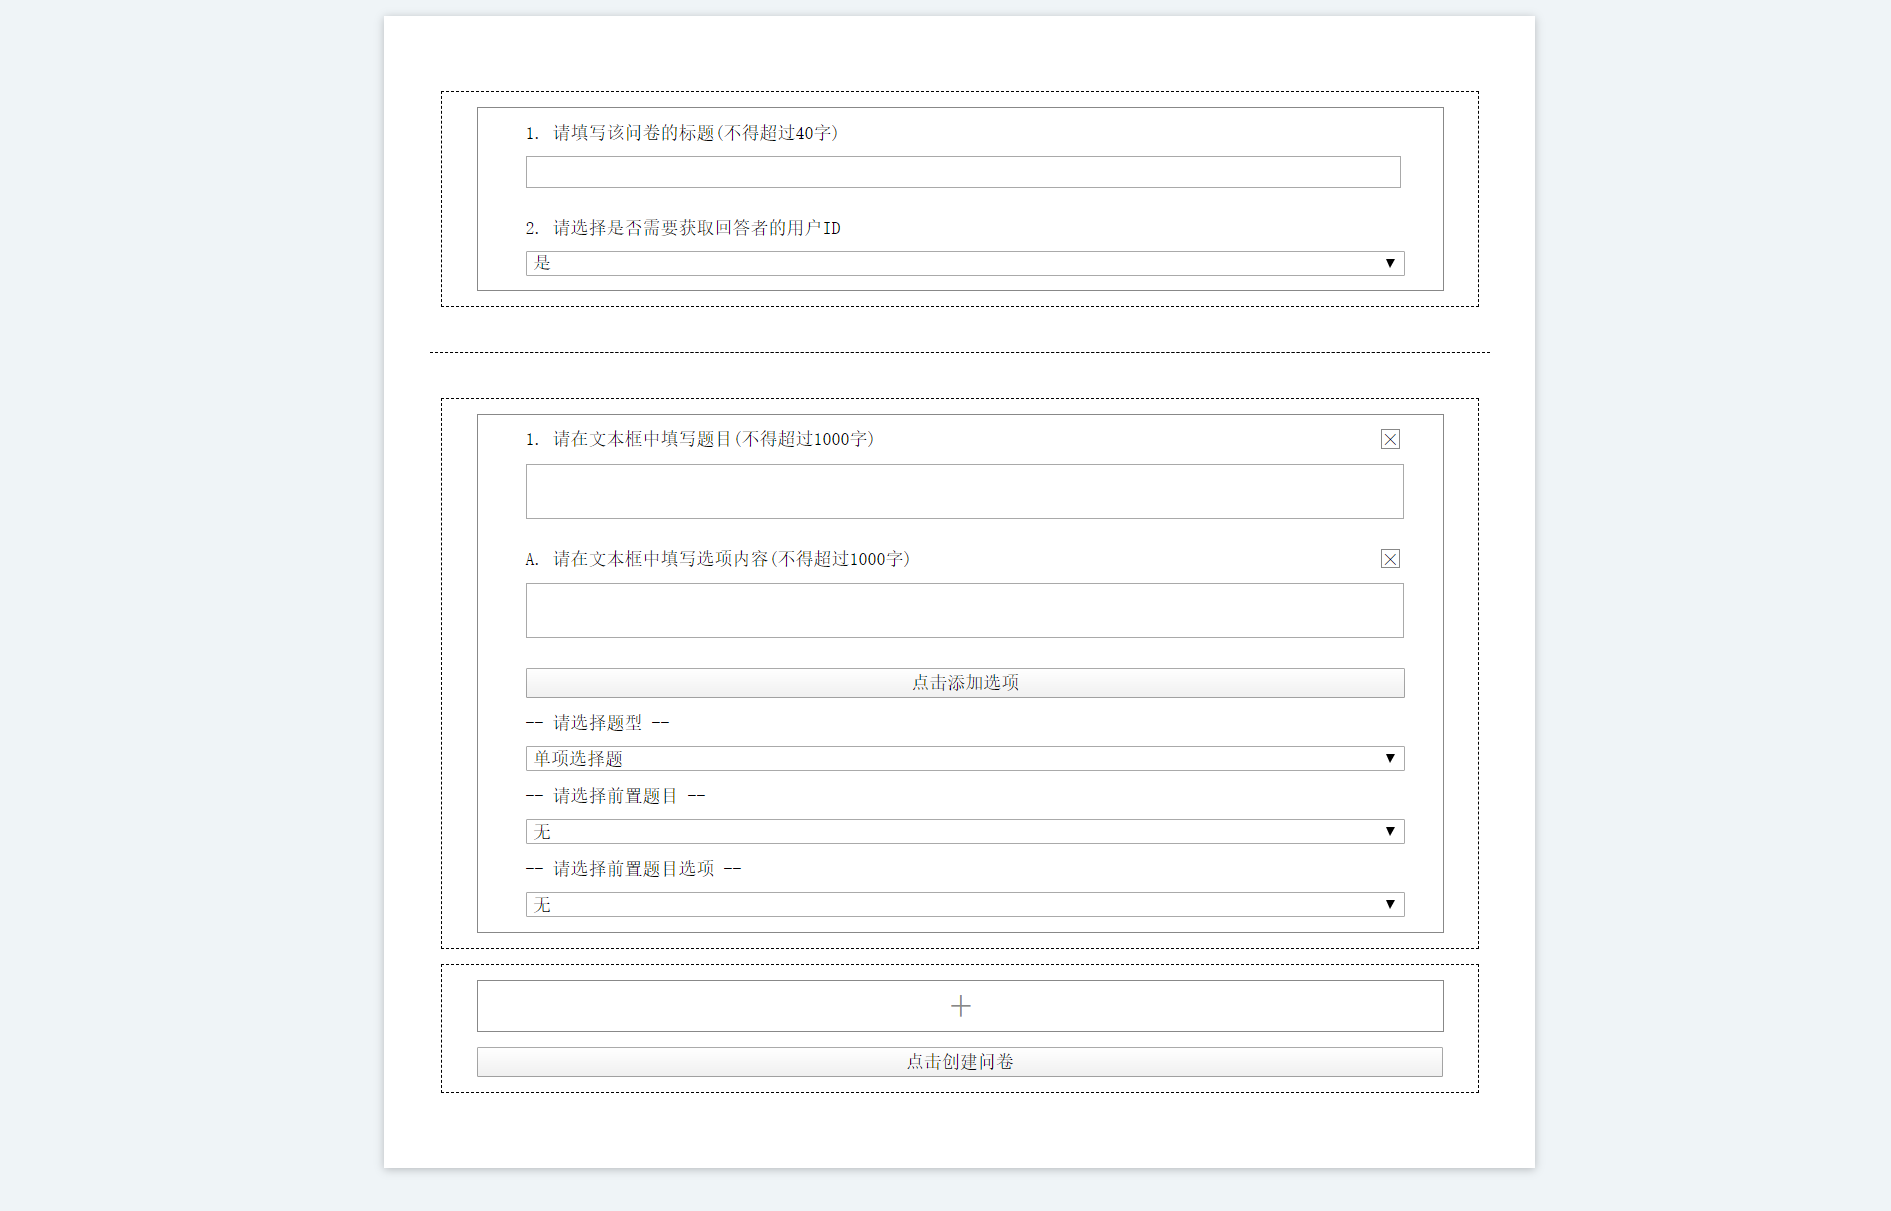 1. 请填写该问卷的标题(不得超过40字)
2. 请选择是否需要获取回答者的用户ID
是
1. 请在文本框中填写题目(不得超过1000字)
A. 请在文本框中填写选项内容(不得超过1000字)
点击添加选项
-- 请选择题型 --
单项选择题
-- 请选择前置题目 --
无
-- 请选择前置题目选项 --
无
点击创建问卷